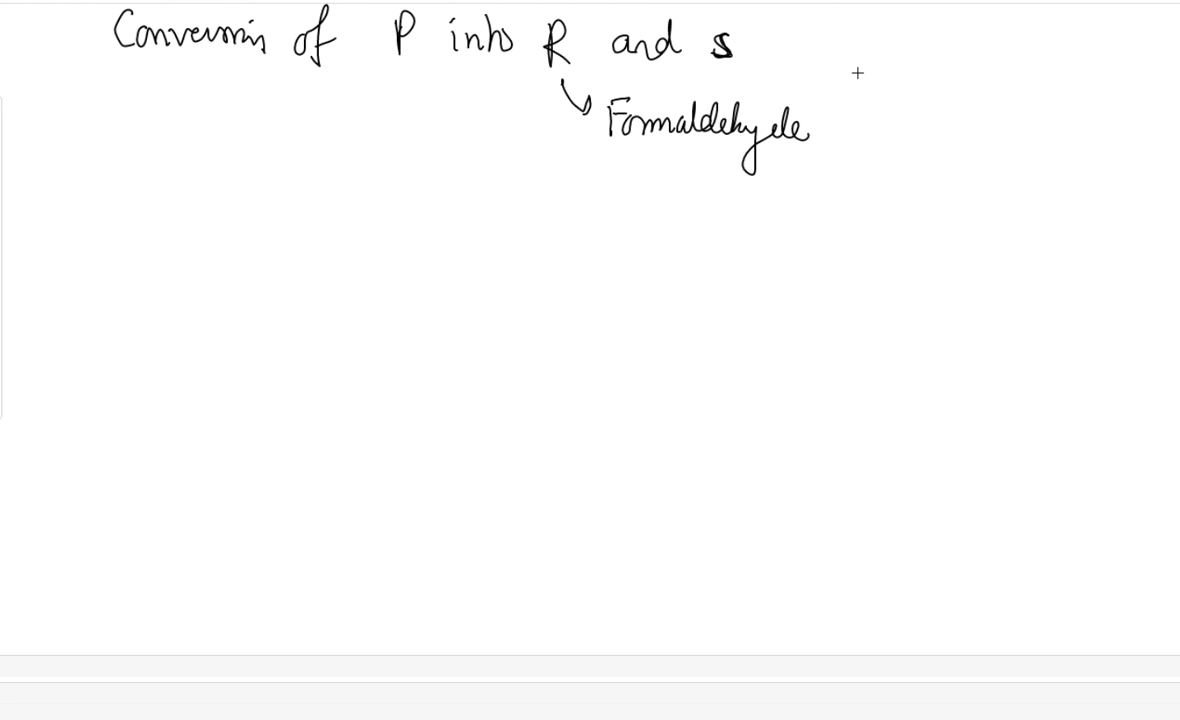 Conversion of P into R and S
↳ Formaldehyde